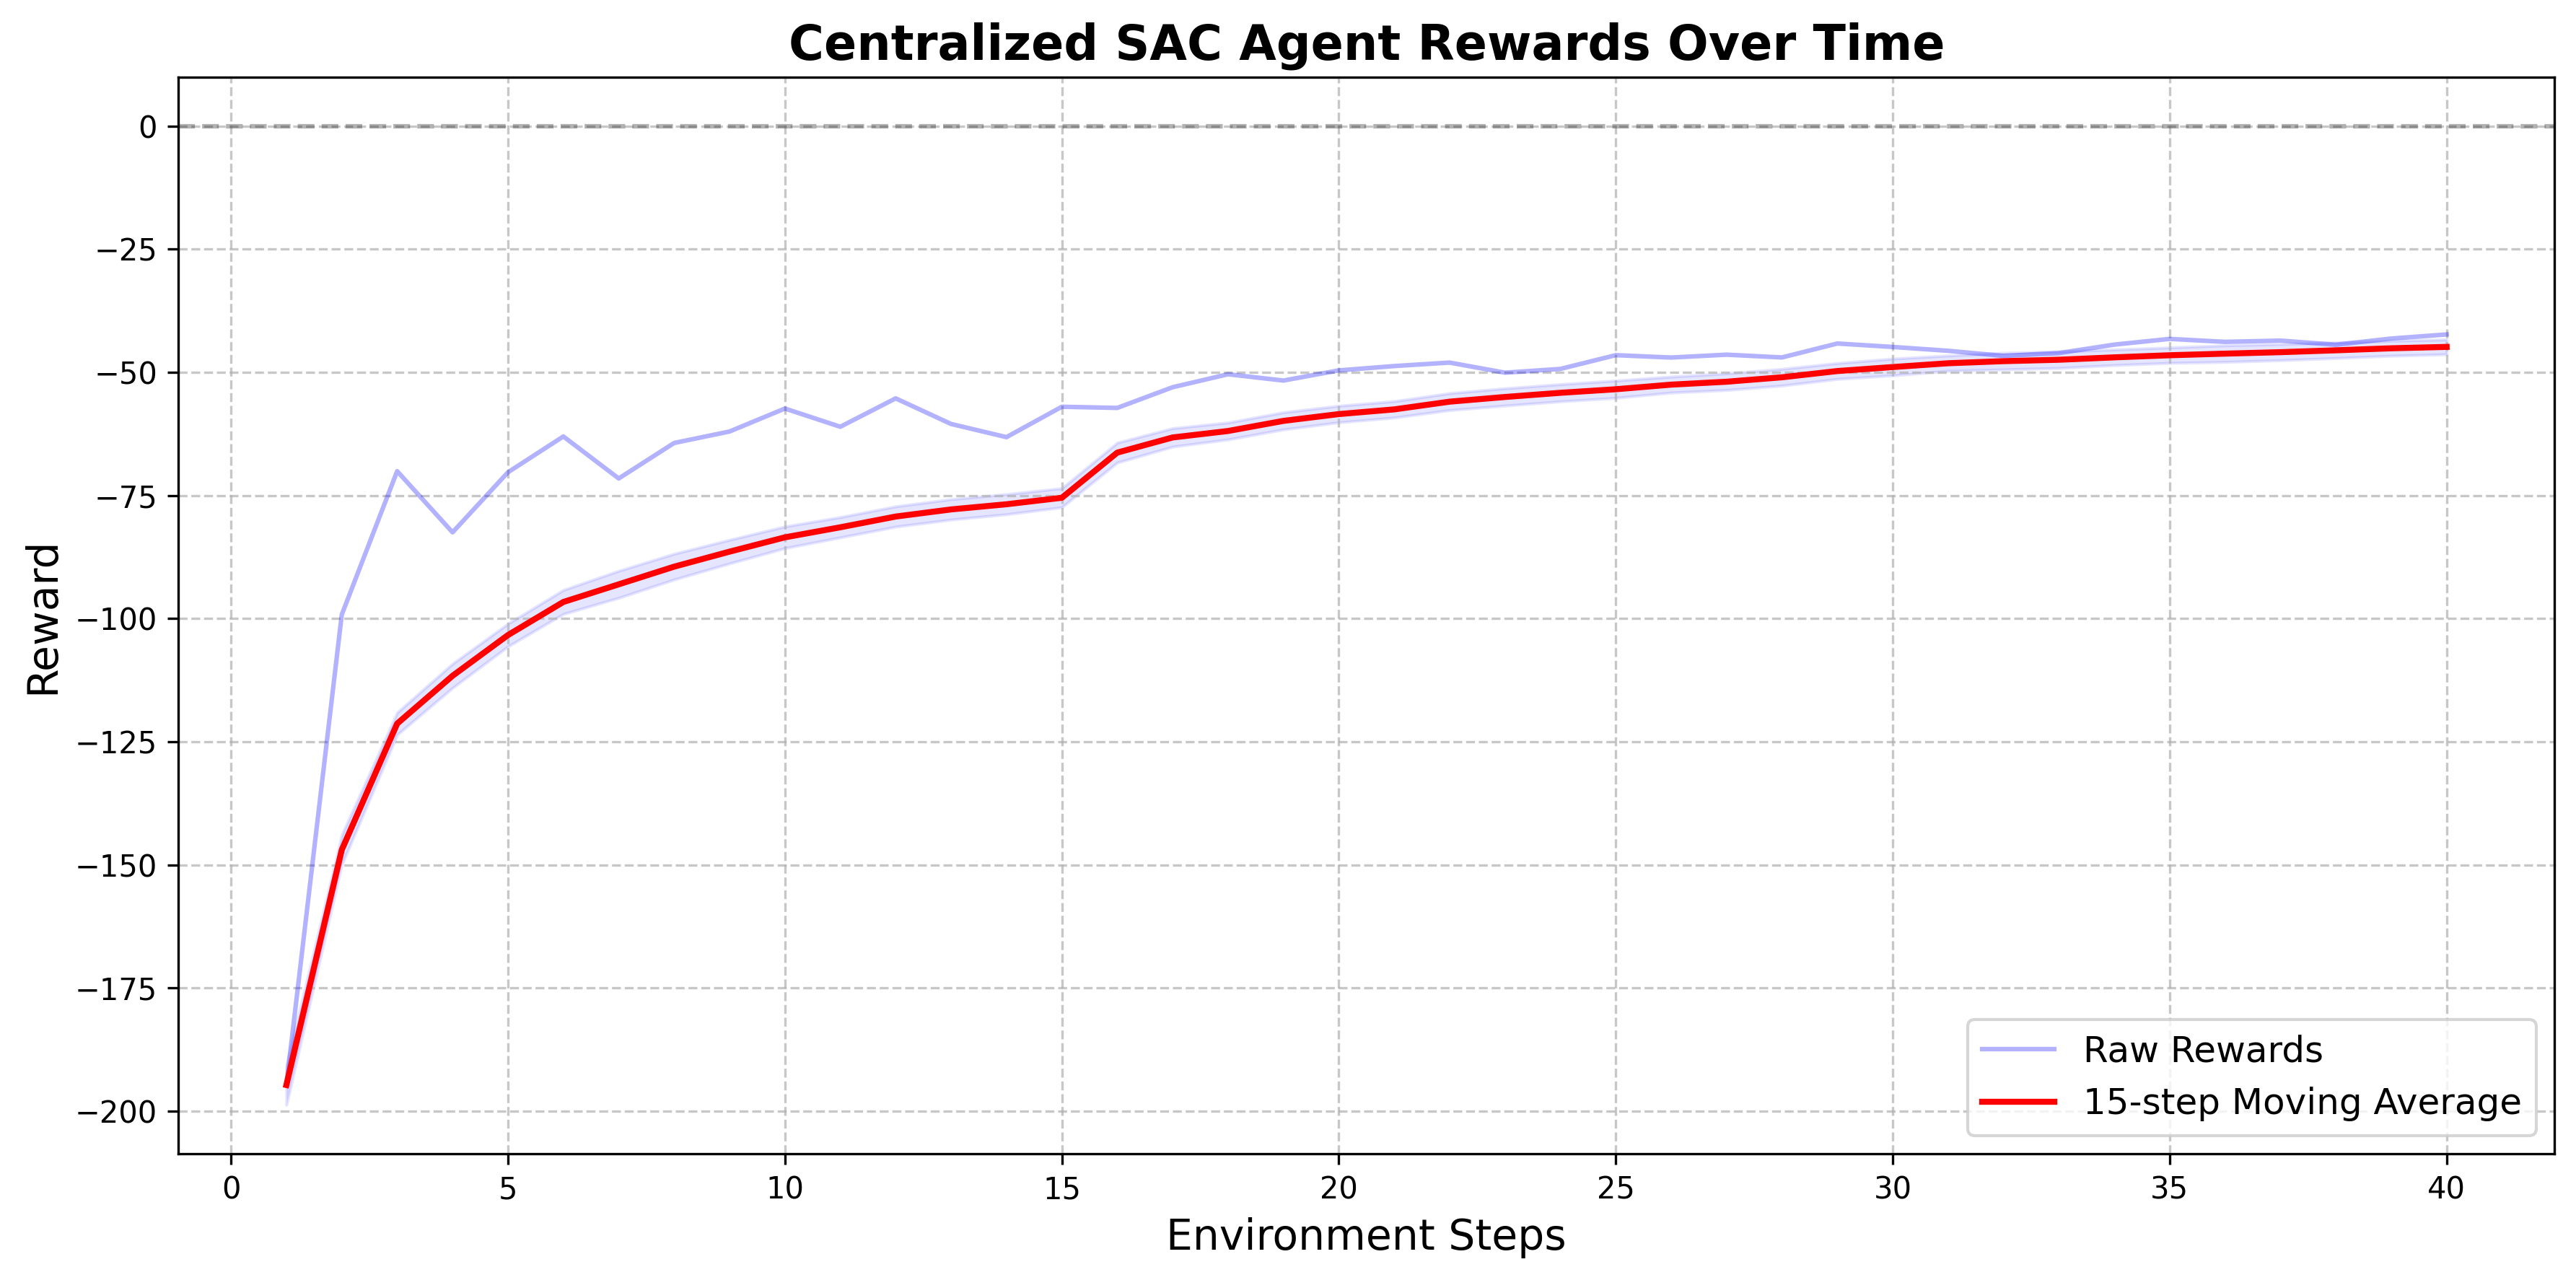 Centralized SAC Agent Rewards Over Time
0
−25
−50
−75
−100
−125
−150
−175
−200
Reward
0 5 10 15 20 25 30 35 40
Environment Steps
Raw Rewards
15-step Moving Average